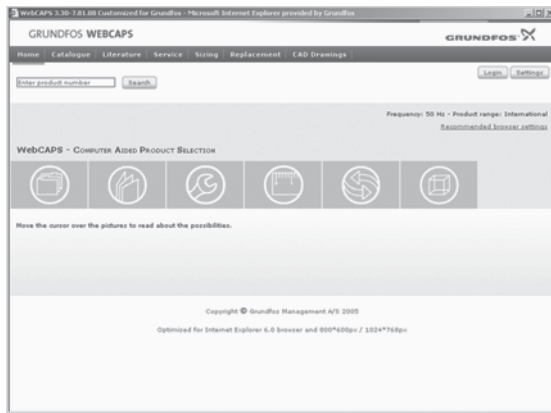 WebCAPS 3.30-7.01.08 Customized for Grundfos - Microsoft Internet Explorer provided by Grundfos
GRUNDFOS WEBCAPS
GRUNDFOS
Home Catalogue Literature Service Sizing Replacement CAD Drawings
Login Settings
Enter product number Search
Frequency: 50 Hz - Product range: International
Recommended browser settings
WebCAPS - Computer Aided Product Selection
Move the cursor over the pictures to read about the possibilities.
Copyright © Grundfos Management A/S 2005
Optimized for Internet Explorer 6.0 browser and 800*600px / 1024*768px